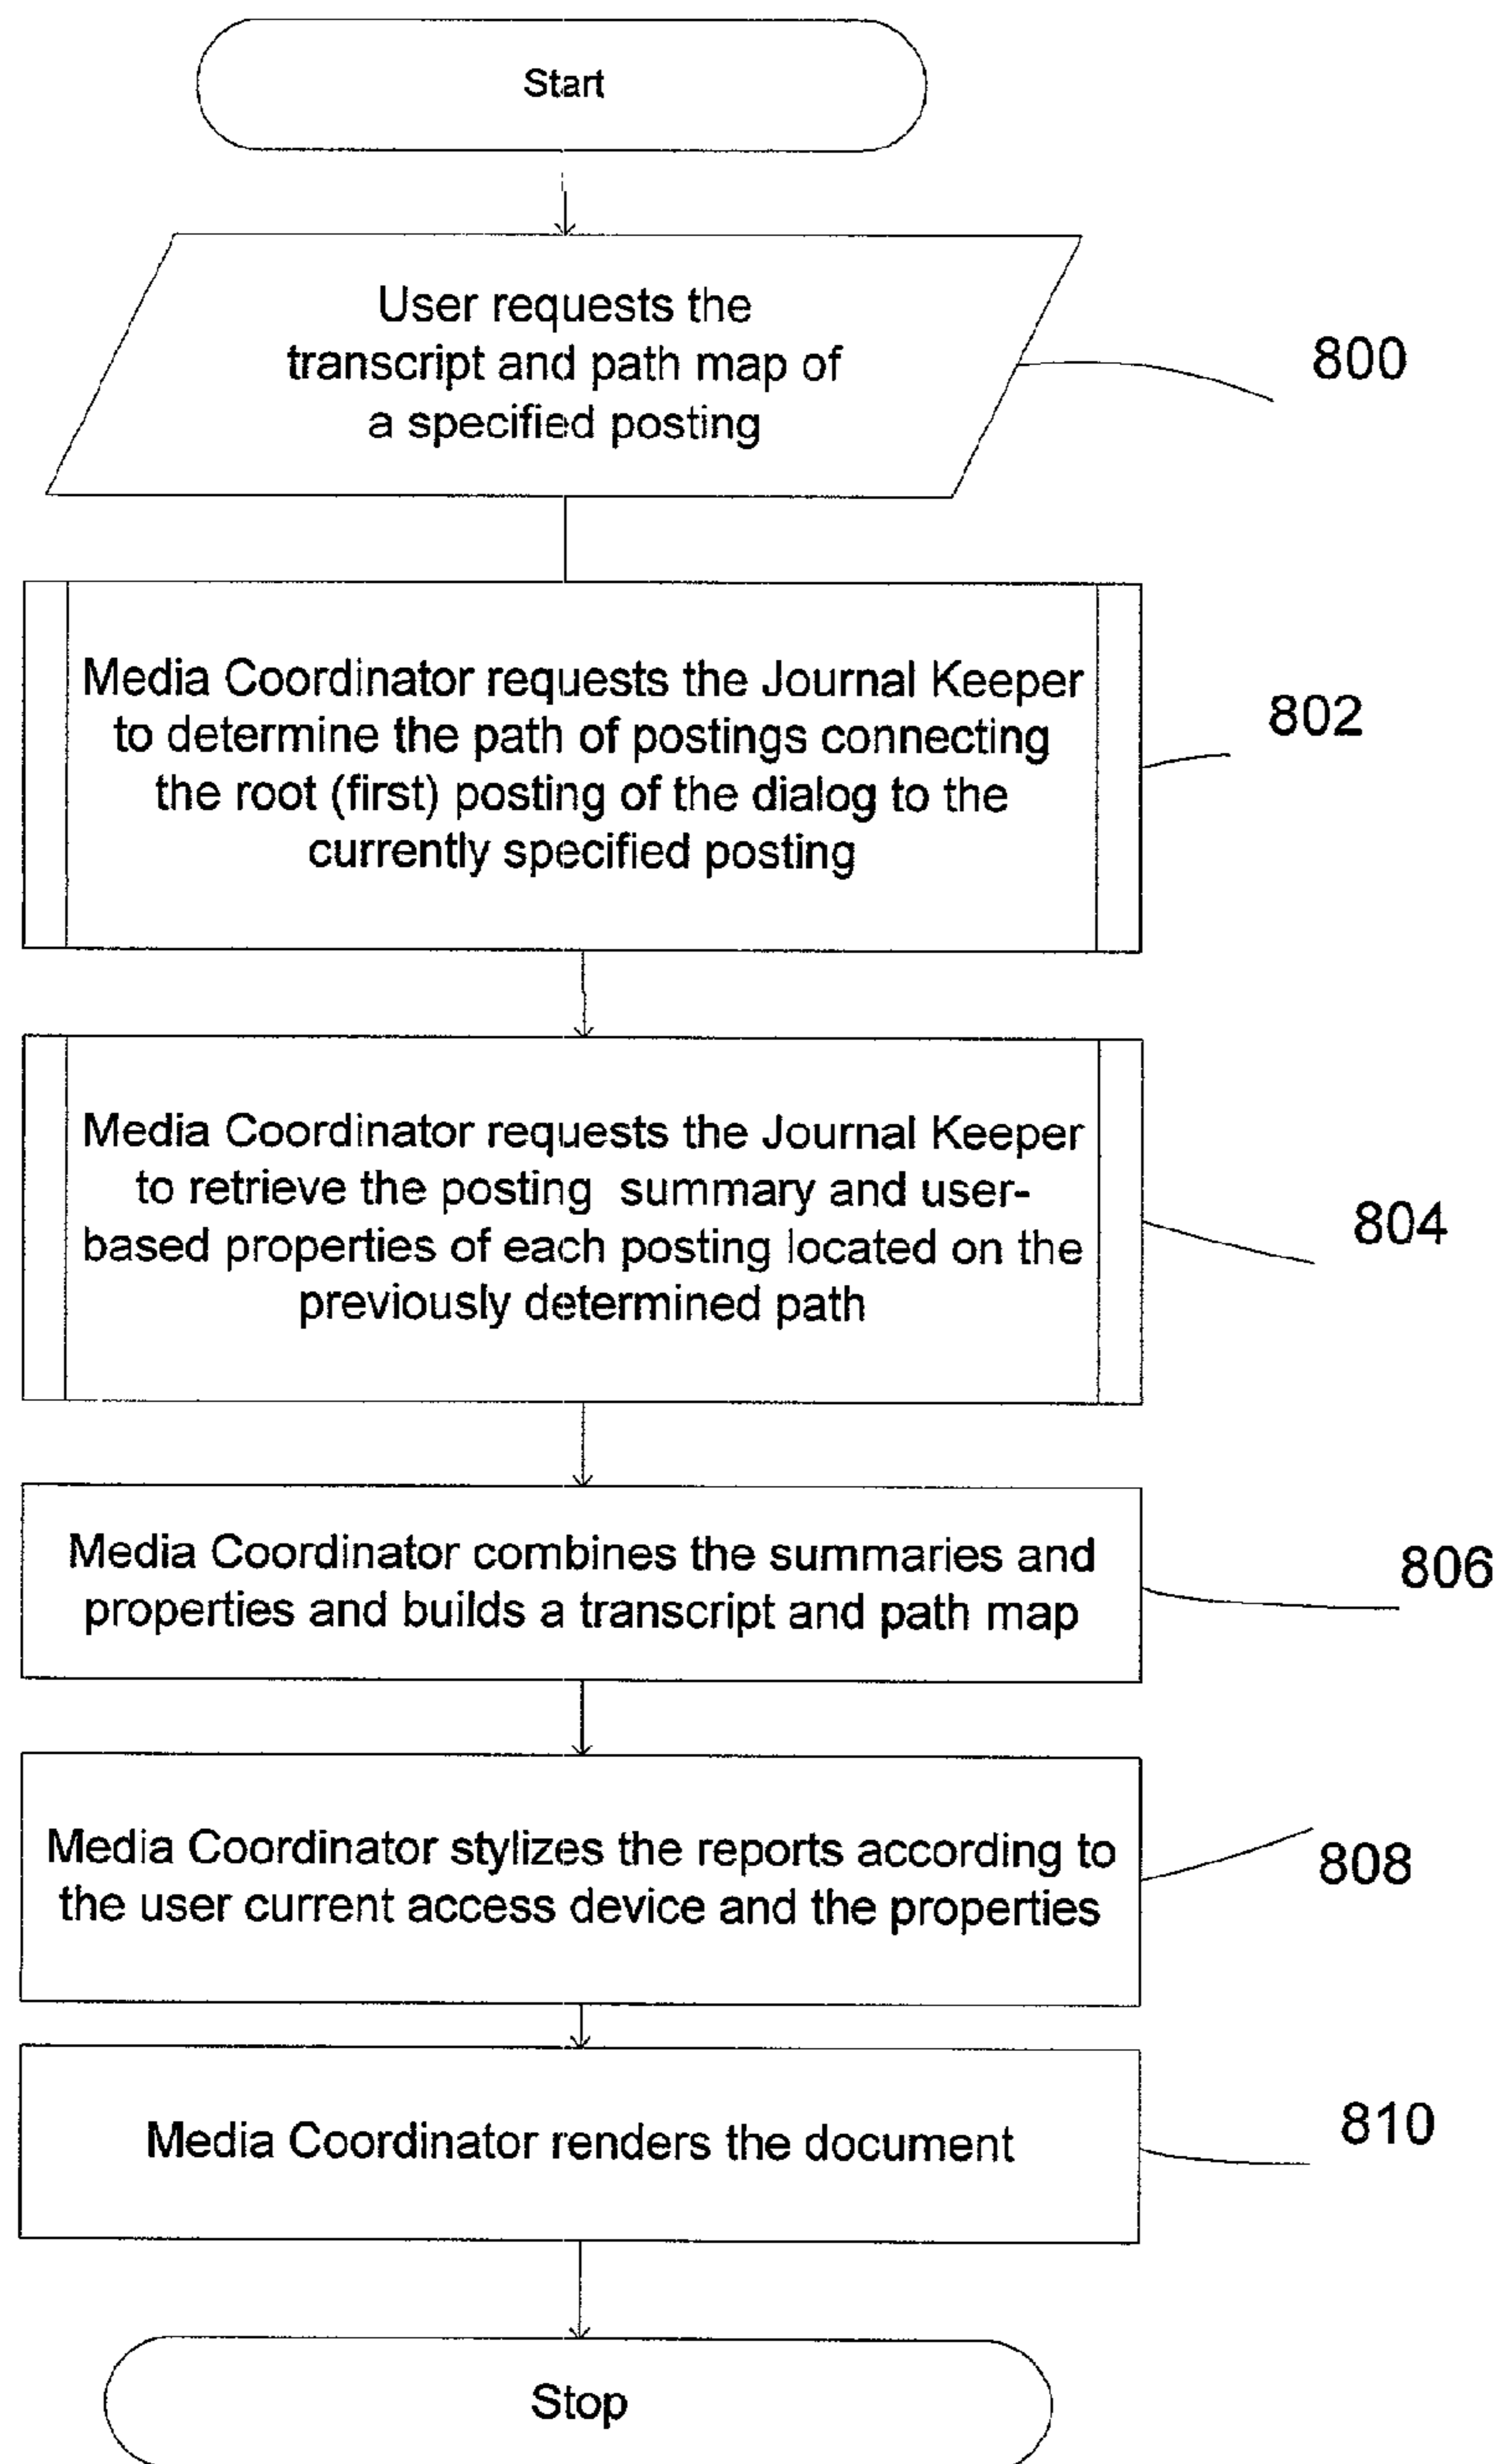 Start
User requests the
transcript and path map of
a specified posting
800
Media Coordinator requests the Journal Keeper
to determine the path of postings connecting
the root (first) posting of the dialog to the
currently specified posting
802
Media Coordinator requests the Journal Keeper
to retrieve the posting summary and user-
based properties of each posting located on the
previously determined path
804
Media Coordinator combines the summaries and
properties and builds a transcript and path map
806
Media Coordinator stylizes the reports according to
the user current access device and the properties
808
Media Coordinator renders the document
810
Stop